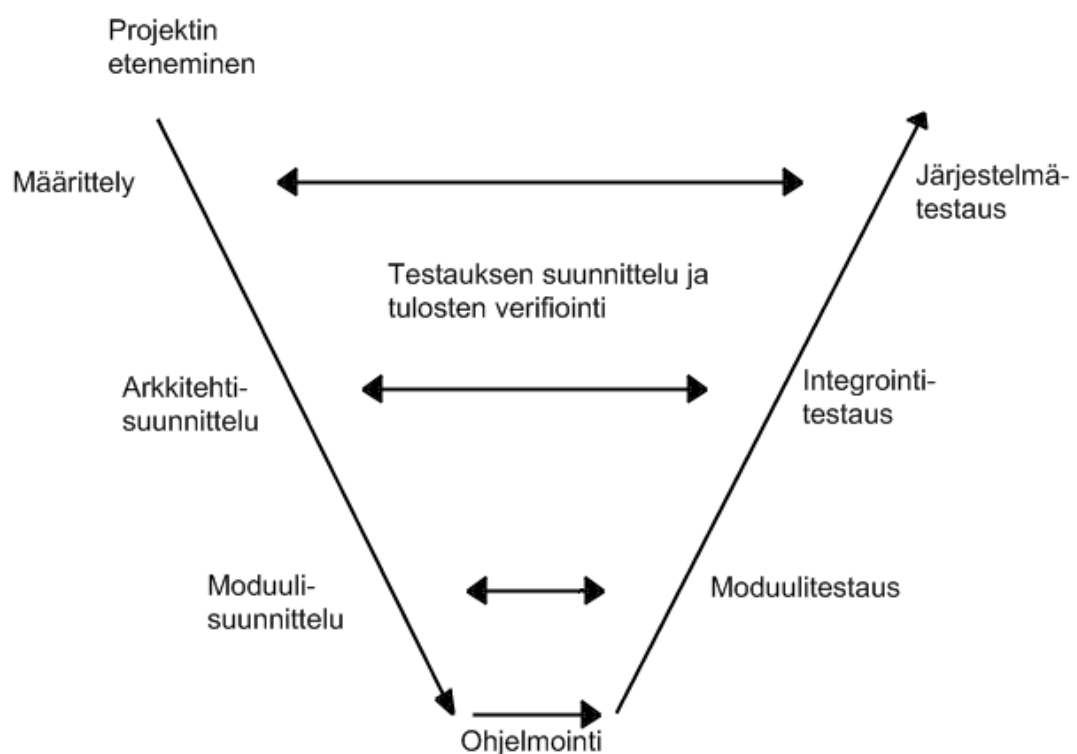 Projektin
eteneminen
Määrittely
Järjestelmä-
testaus
Testauksen suunnittelu ja
tulosten verifiointi
Arkkitehti-
suunnittelu
Integrointi-
testaus
Moduuli-
suunnittelu
Moduulitestaus
Ohjelmointi